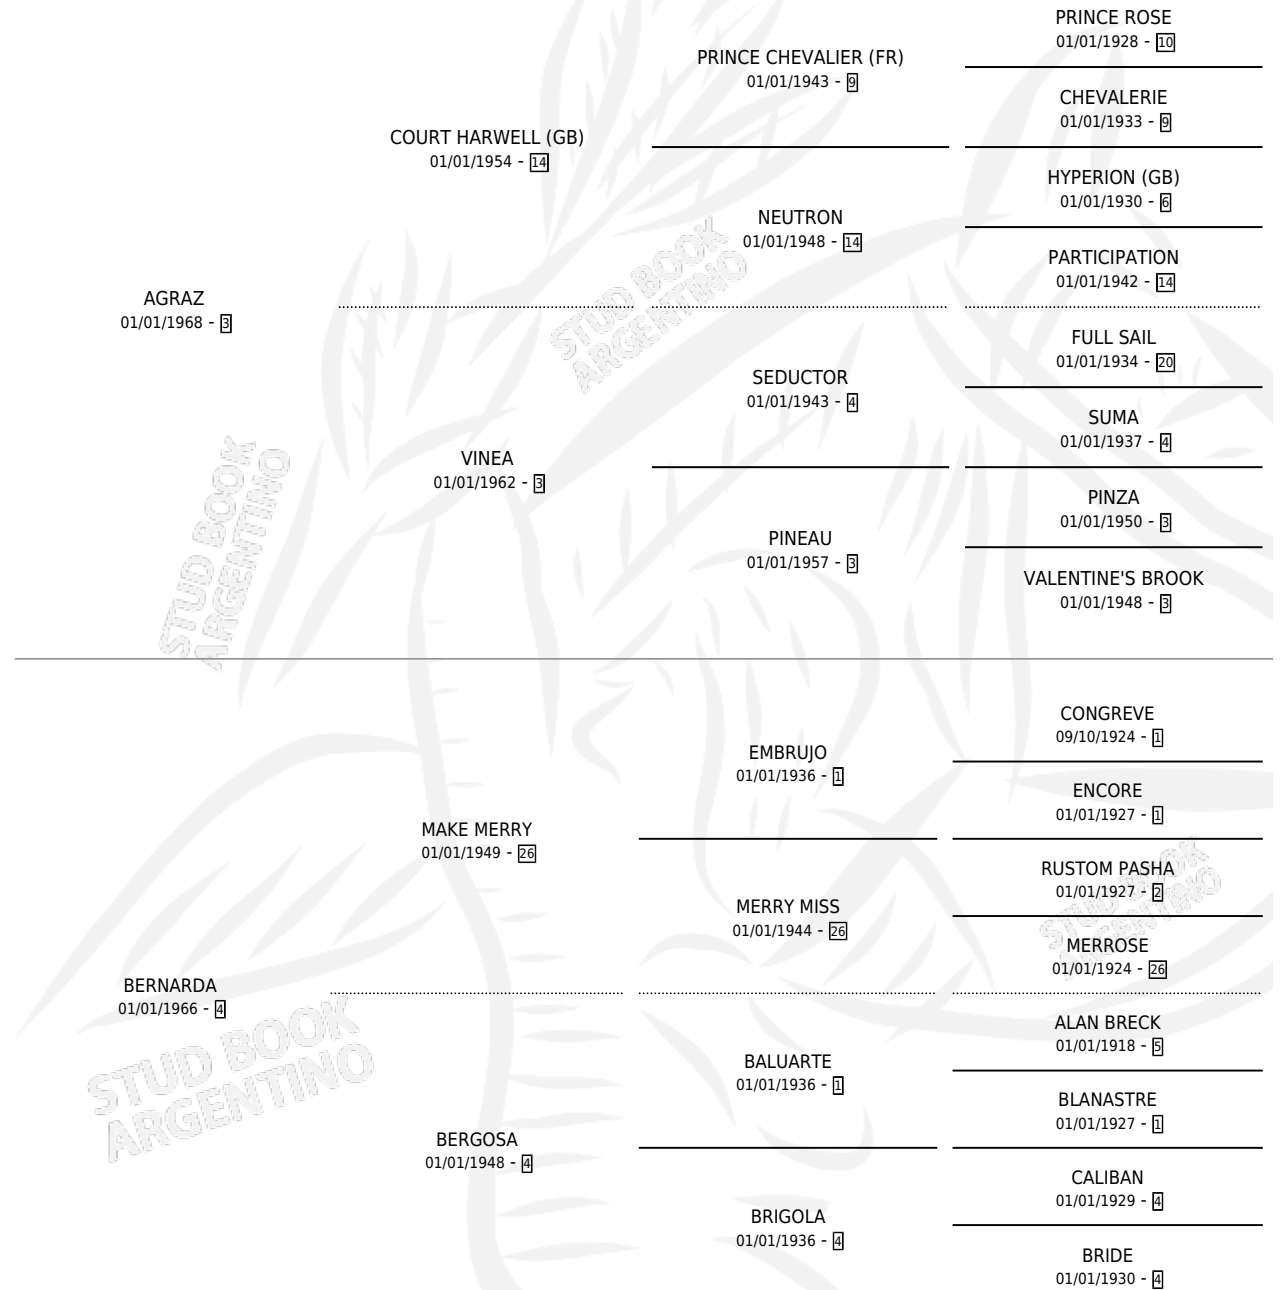 PRINCE ROSE
01/01/1928 - 10
PRINCE CHEVALIER (FR)
01/01/1943 - 9
CHEVALERIE
01/01/1933 - 9
COURT HARWELL (GB)
01/01/1954 - 14
HYPERION (GB)
01/01/1930 - 6
NEUTRON
01/01/1948 - 14
PARTICIPATION
01/01/1942 - 14
AGRAZ
01/01/1968 - 3
STUD BOOK
ARGENTINO
FULL SAIL
01/01/1934 - 20
SEDUCTOR
01/01/1943 - 4
SUMA
01/01/1937 - 4
VINEA
01/01/1962 - 3
PINZA
01/01/1950 - 3
PINEAU
01/01/1957 - 3
VALENTINE'S BROOK
01/01/1948 - 3
STUD BOOK
ARGENTINO
CONGREVE
09/10/1924 - 1
EMBRUJO
01/01/1936 - 1
ENCORE
01/01/1927 - 1
MAKE MERRY
01/01/1949 - 26
RUSTOM PASHA
01/01/1927 - 2
MERRY MISS
01/01/1944 - 26
STUD BOOK
ARGENTINO
MERROSE
01/01/1924 - 26
BERNARDA
01/01/1966 - 4
STUD BOOK
ARGENTINO
ALAN BRECK
01/01/1918 - 5
BALUARTE
01/01/1936 - 1
BLANASTRE
01/01/1927 - 1
BERGOSA
01/01/1948 - 4
CALIBAN
01/01/1929 - 4
BRIGOLA
01/01/1936 - 4
BRIDE
01/01/1930 - 4